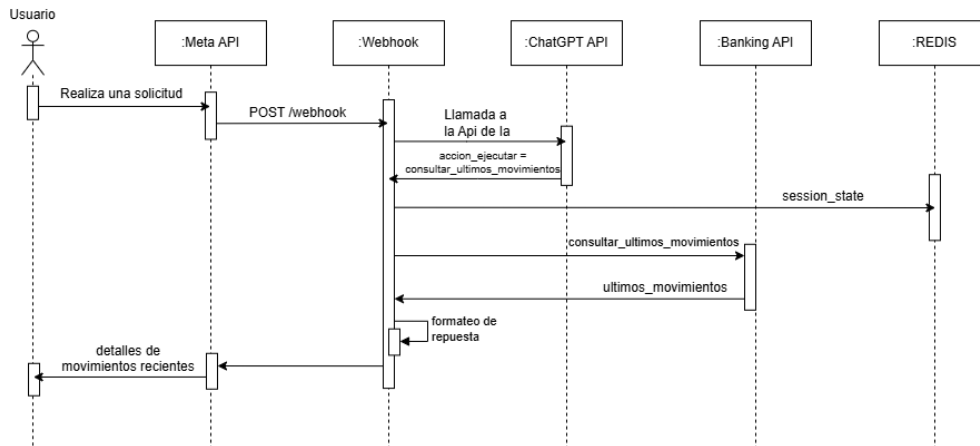 Usuario
:Meta API
:Webhook
:ChatGPT API
:Banking API
:REDIS
Realiza una solicitud
POST /webhook
Llamada a
la Api de la
accion_ejecutar =
consultar_ultimos_movimientos
session_state
consultar_ultimos_movimientos
ultimos_movimientos
formateo de
repuesta
detalles de
movimientos recientes